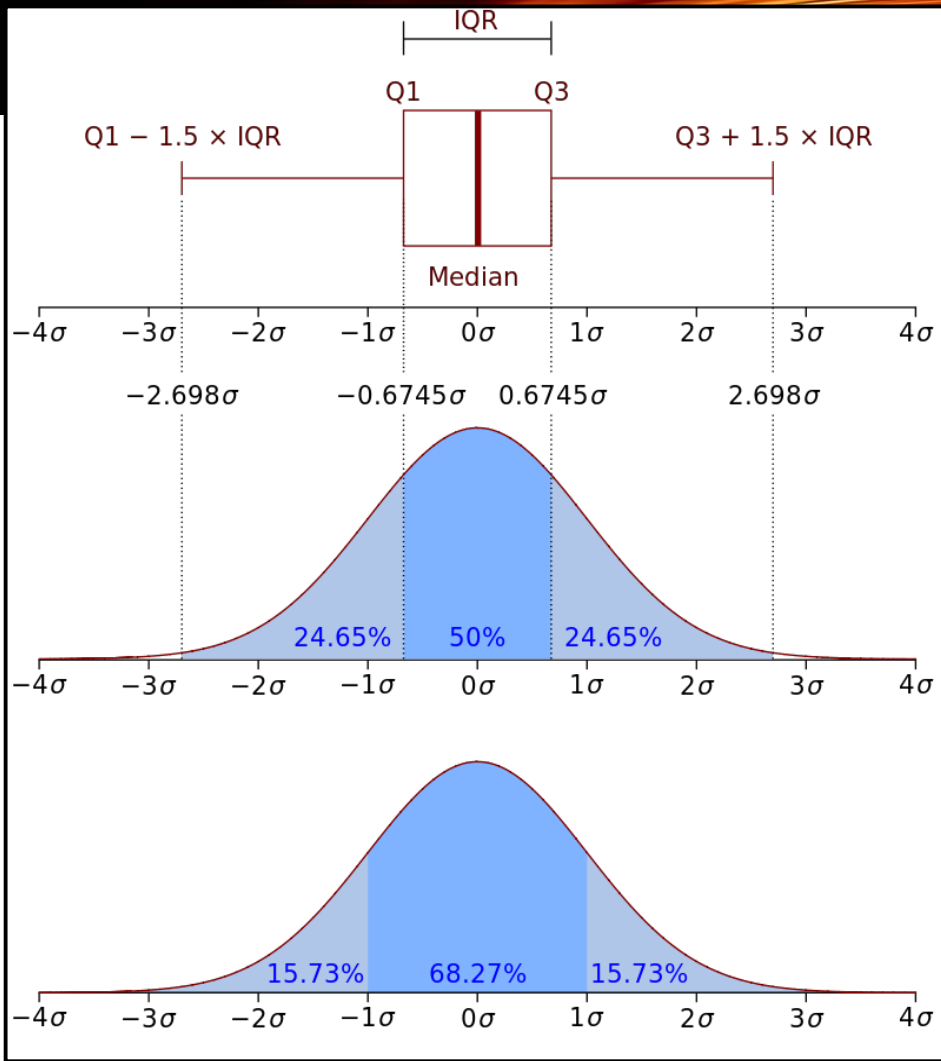 IQR
Q1 Q3
Q1 − 1.5 × IQR Q3 + 1.5 × IQR
Median
−4σ −3σ −2σ −1σ 0σ 1σ 2σ 3σ 4σ
−2.698σ −0.6745σ 0.6745σ 2.698σ
24.65% 50% 24.65%
−4σ −3σ −2σ −1σ 0σ 1σ 2σ 3σ 4σ
15.73% 68.27% 15.73%
−4σ −3σ −2σ −1σ 0σ 1σ 2σ 3σ 4σ